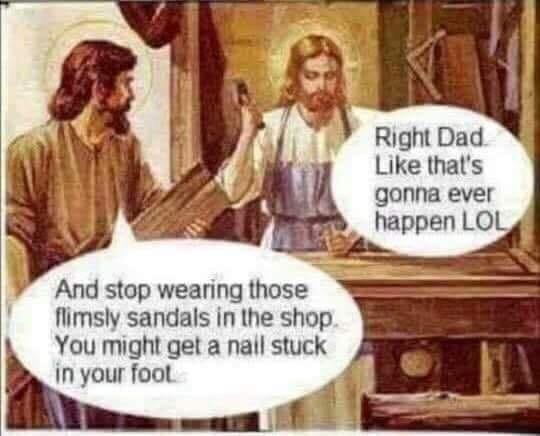 And stop wearing those
flimsly sandals in the shop.
You might get a nail stuck
in your foot.
Right Dad.
Like that's
gonna ever
happen LOL